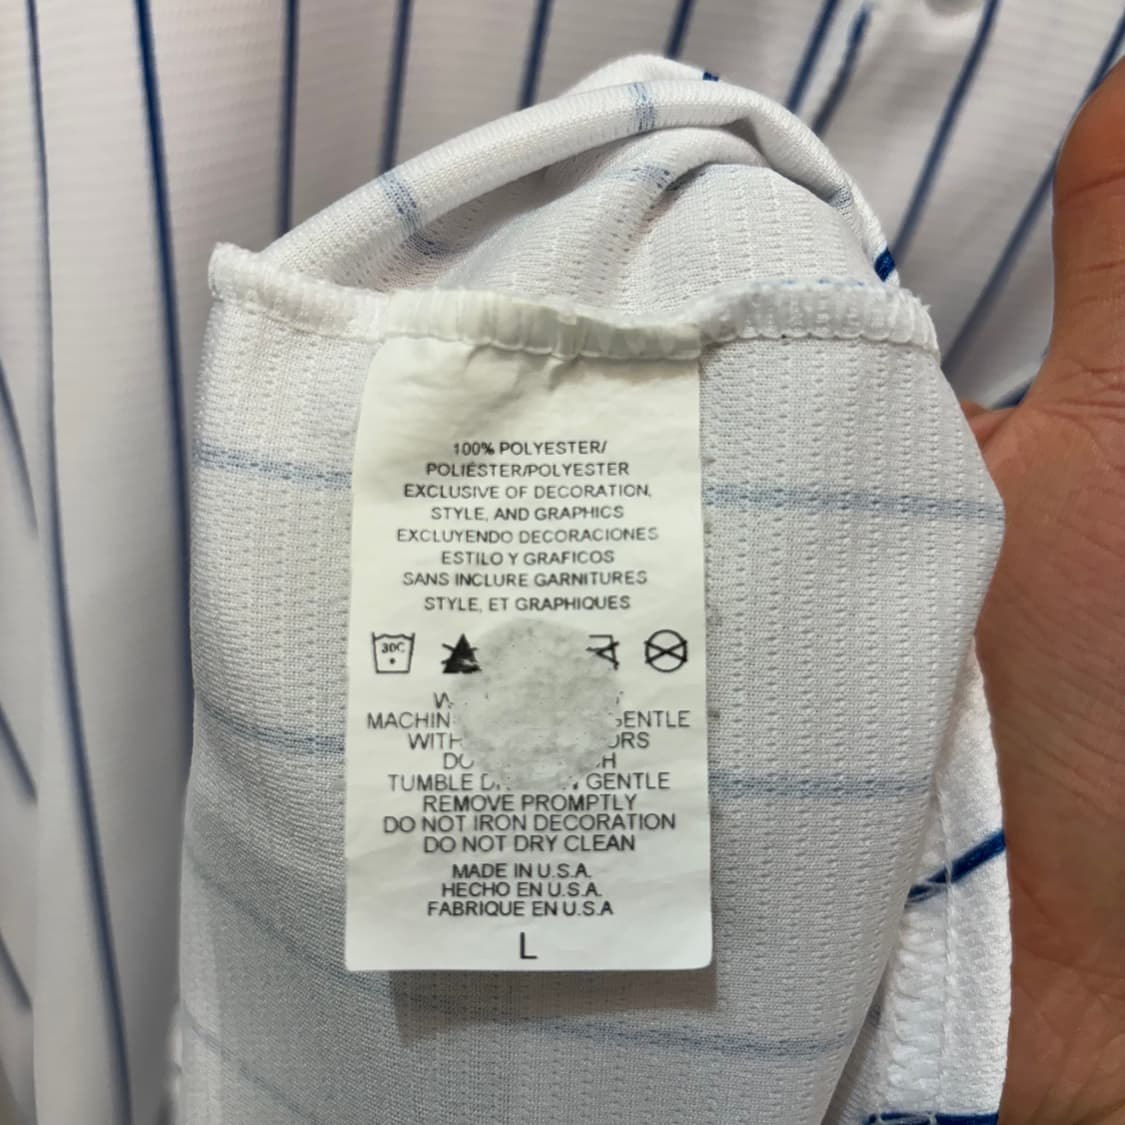 100% POLYESTER/
POLIÉSTER/POLYESTER
EXCLUSIVE OF DECORATION,
STYLE, AND GRAPHICS
EXCLUYENDO DECORACIONES
ESTILO Y GRAFICOS
SANS INCLURE GARNITURES
STYLE, ET GRAPHIQUES
30C
GENTLE
TUMBLE GENTLE
REMOVE PROMPTLY
DO NOT IRON DECORATION
DO NOT DRY CLEAN
MADE IN U.S.A.
HECHO EN U.S.A.
FABRIQUE EN U.S.A
L